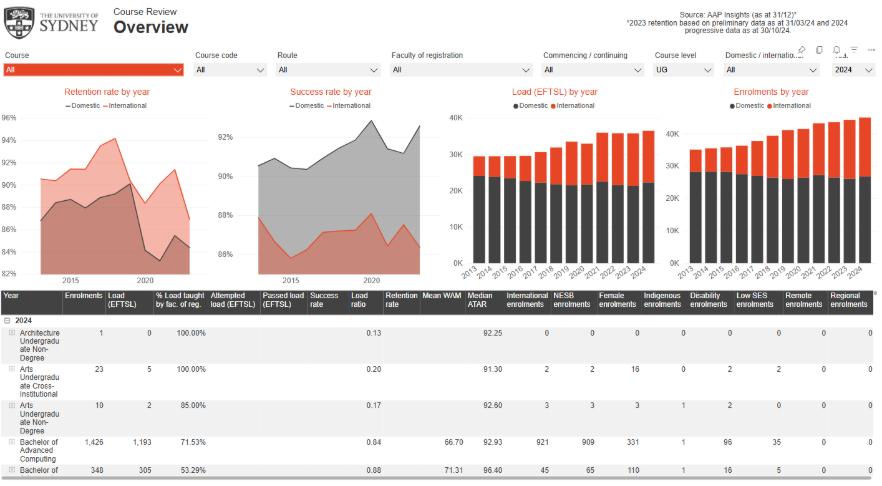 THE UNIVERSITY OF
SYDNEY
Course Review
Overview
Source: AAP Insights (as at 31/12)*
*2023 retention based on preliminary data as at 31/03/24 and 2024
progressive data as at 30/10/24.
Course
Course code
Route
Faculty of registration
Commencing / continuing
Course level
Domestic / internatio...
All
All
All
All
All
UG
All
2024
Retention rate by year
Domestic International
96%
94%
92%
90%
88%
86%
84%
82%
2015 2020
Success rate by year
Domestic International
92%
90%
88%
86%
2015 2020
Load (EFTSL) by year
Domestic International
40K
30K
20K
10K
0K
2013 2014 2015 2016 2017 2018 2019 2020 2021 2022 2023 2024
Enrolments by year
Domestic International
40K
30K
20K
10K
0K
2013 2014 2015 2016 2017 2018 2019 2020 2021 2022 2023 2024
Year Enrolments Load (EFTSL) % Load taught by fac. of reg. Attempted load (EFTSL) Passed load (EFTSL) Success rate Load ratio Retention rate Mean WAM Median ATAR International enrolments NESB enrolments Female enrolments Indigenous enrolments Disability enrolments Low SES enrolments Remote enrolments Regional enrolments
2024
Architecture Undergradu ate Non- Degree 1 0 100.00% 0.13 92.25 0 0 0 0 0 0 0 0
Arts Undergradu ate Cross- Institutional 23 5 100.00% 0.20 91.30 2 2 16 0 2 2 0 0
Arts Undergradu ate Non- Degree 10 2 85.00% 0.17 92.60 3 3 3 1 2 0 0 0
Bachelor of Advanced Computing 1,426 1,193 71.53% 0.84 66.70 92.93 921 909 331 1 96 35 0 0
Bachelor of 348 305 53.29% 0.88 71.31 96.40 45 65 110 1 16 5 0 0